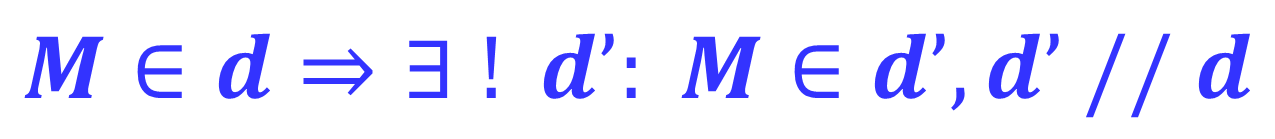 M ∈ d ⇒ ∃ ! d’: M ∈ d’, d’ // d